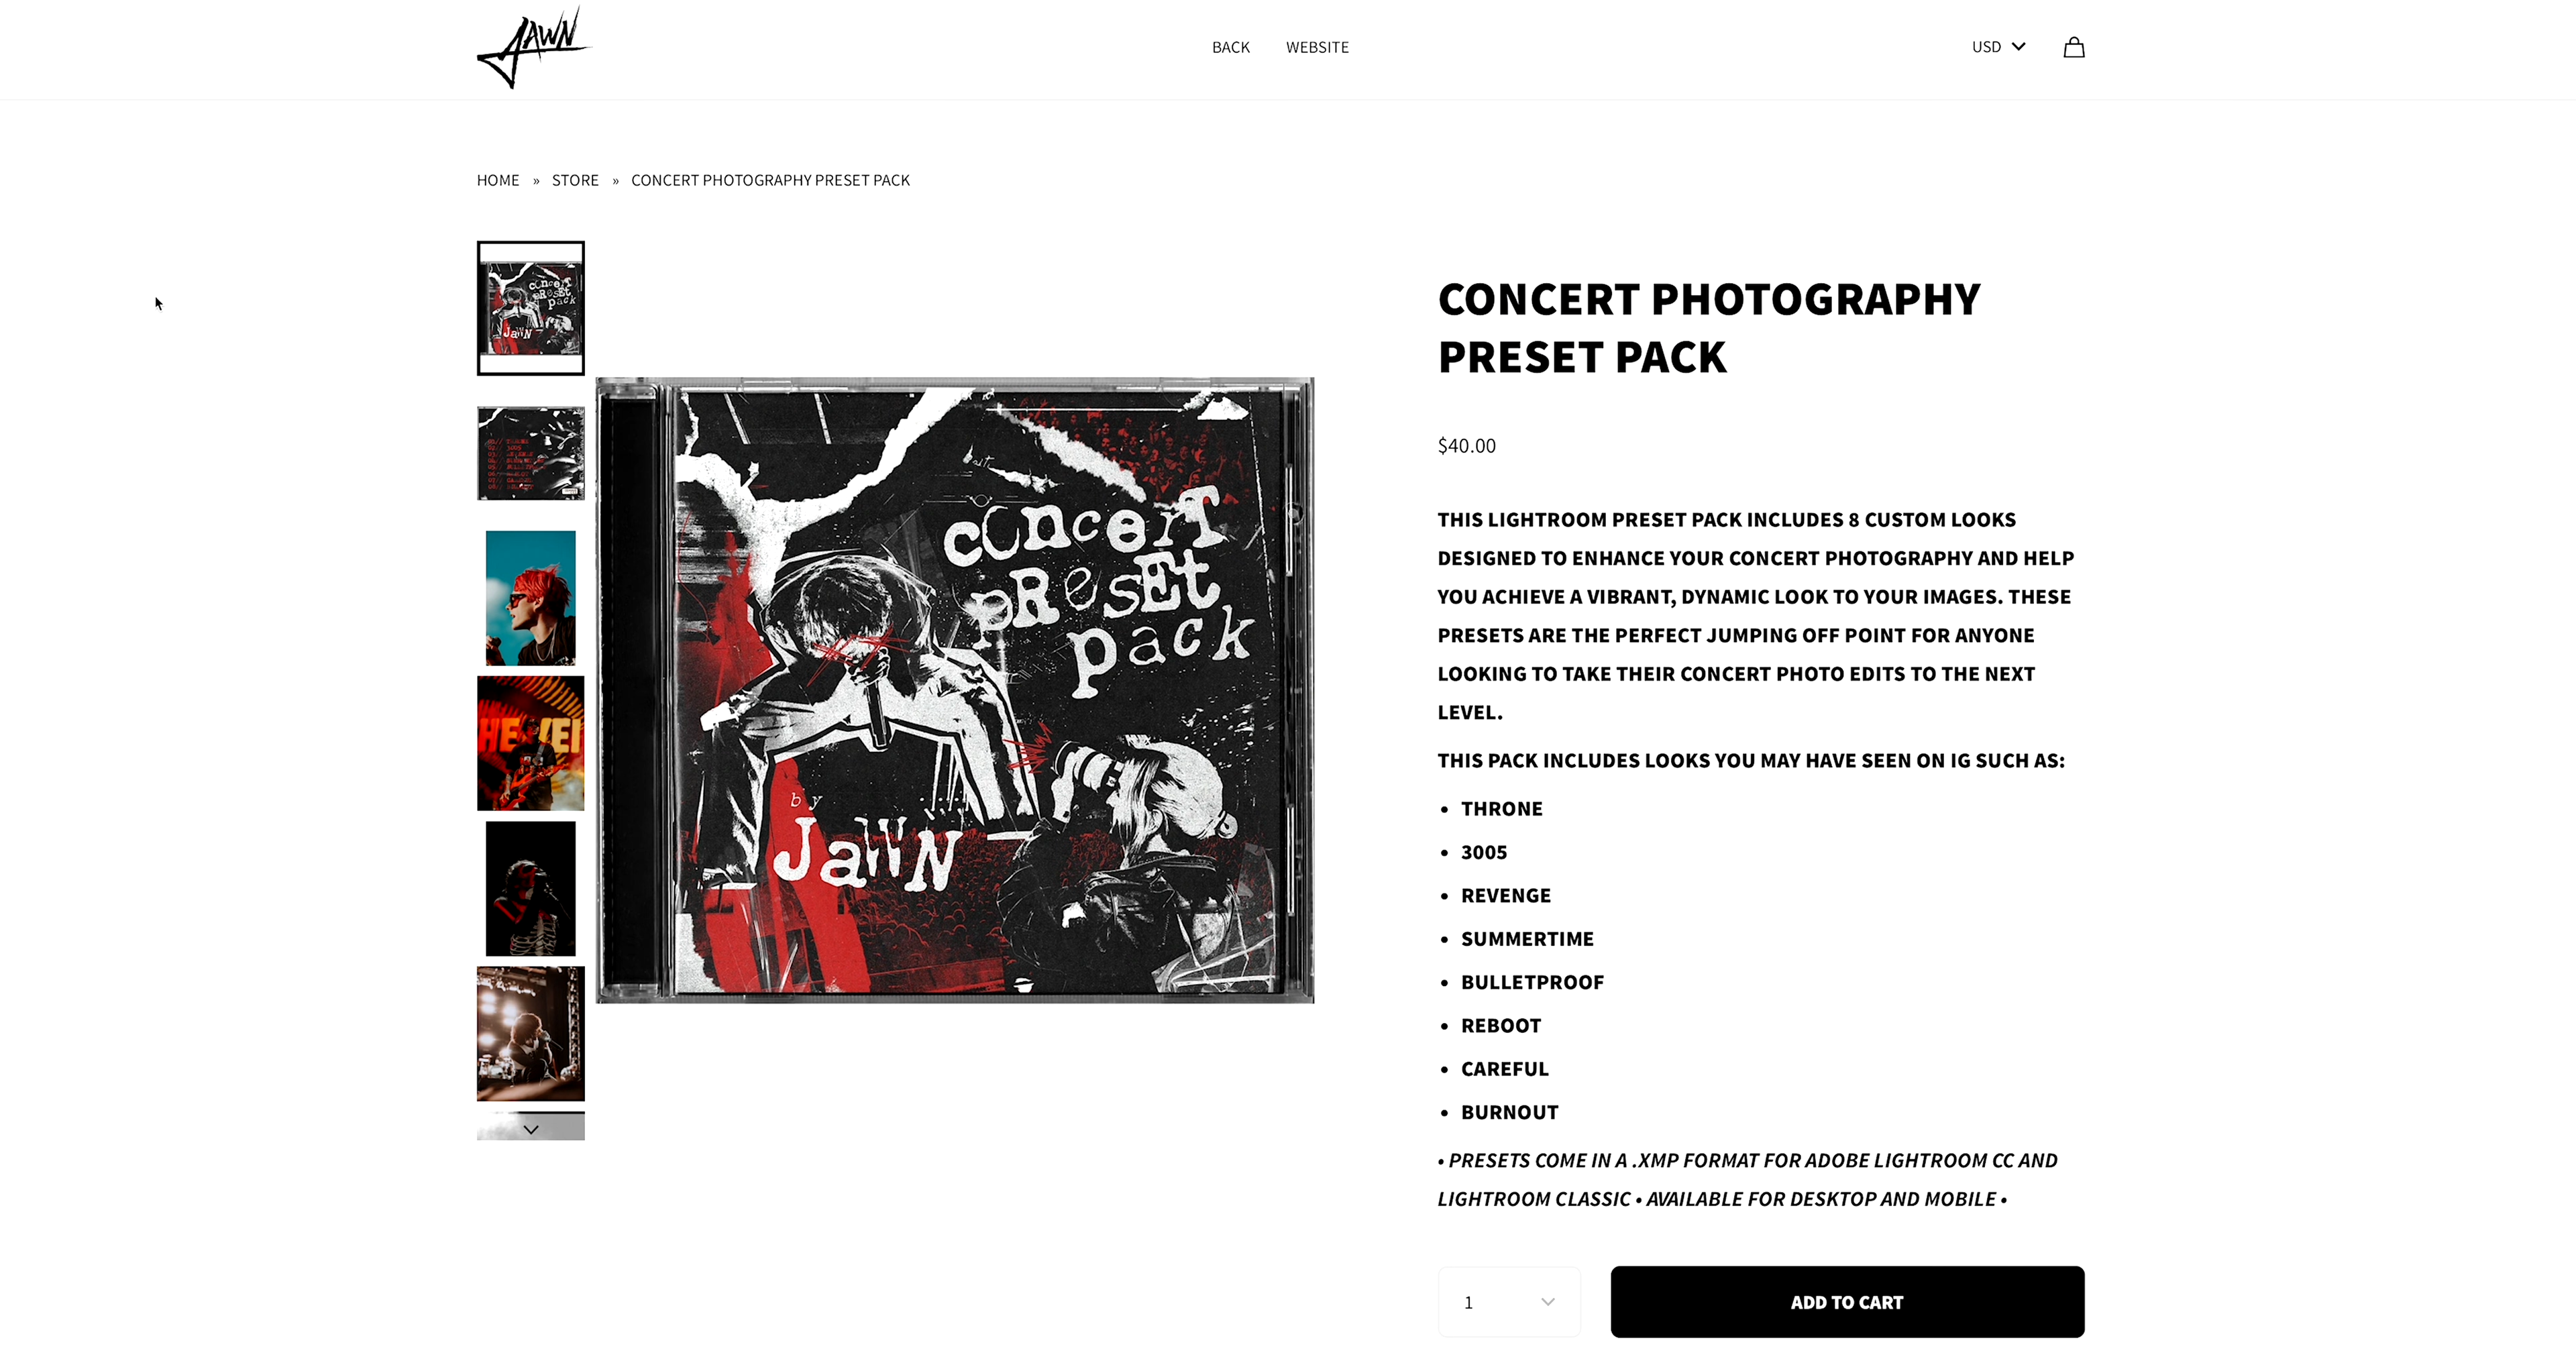 JAWN
BACK
WEBSITE
USD
HOME » STORE » CONCERT PHOTOGRAPHY PRESET PACK
concert
pResEt
pack
by
JaWN
CONCERT PHOTOGRAPHY
PRESET PACK
$40.00
THIS LIGHTROOM PRESET PACK INCLUDES 8 CUSTOM LOOKS
DESIGNED TO ENHANCE YOUR CONCERT PHOTOGRAPHY AND HELP
YOU ACHIEVE A VIBRANT, DYNAMIC LOOK TO YOUR IMAGES. THESE
PRESETS ARE THE PERFECT JUMPING OFF POINT FOR ANYONE
LOOKING TO TAKE THEIR CONCERT PHOTO EDITS TO THE NEXT
LEVEL.
THIS PACK INCLUDES LOOKS YOU MAY HAVE SEEN ON IG SUCH AS:
• THRONE
• 3005
• REVENGE
• SUMMERTIME
• BULLETPROOF
• REBOOT
• CAREFUL
• BURNOUT
• PRESETS COME IN A .XMP FORMAT FOR ADOBE LIGHTROOM CC AND
LIGHTROOM CLASSIC • AVAILABLE FOR DESKTOP AND MOBILE •
1
ADD TO CART